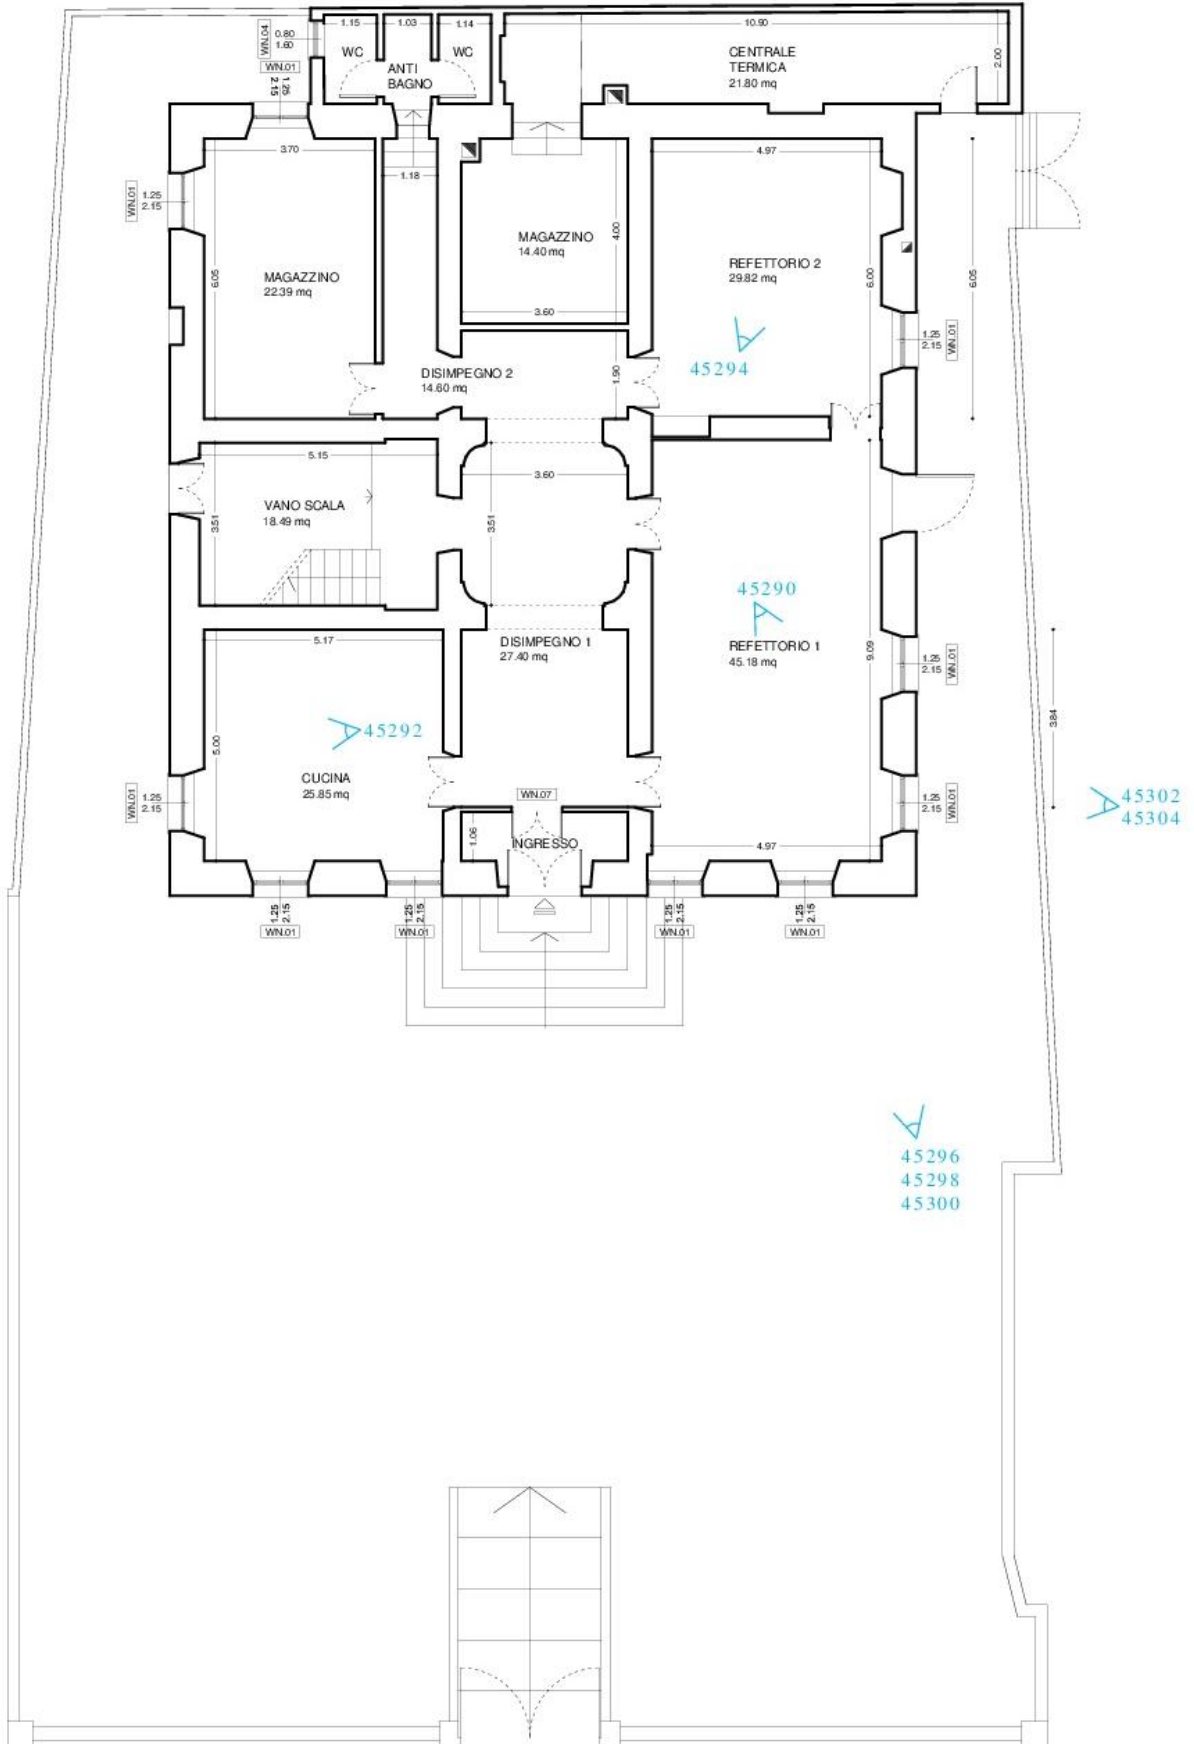 1.15
1.03
1.14
10.90
WN.04
0.80
1.60
WC
WC
CENTRALE
TERMICA
21.80 mq
2.00
ANTI
BAGNO
WN.01
1.25
2.15
3.70
1.18
4.97
WN.01
1.25
2.15
MAGAZZINO
14.40 mq
4.00
REFETTORIO 2
29.82 mq
MAGAZZINO
22.39 mq
6.05
6.00
6.05
3.60
1.25
2.15
WN.01
45294
DISIMPEGNO 2
14.60 mq
1.90
5.15
3.60
VANO SCALA
18.49 mq
3.51
3.51
45290
5.17
DISIMPEGNO 1
27.40 mq
REFETTORIO 1
45.18 mq
9.09
1.25
2.15
WN.01
3.84
45292
5.00
CUCINA
25.85 mq
WN.07
WN.01
1.25
2.15
1.25
2.15
WN.01
45302
45304
1.06
INGRESSO
4.97
1.25
2.15
WN.01
1.25
2.15
WN.01
1.25
2.15
WN.01
1.25
2.15
WN.01
45296
45298
45300